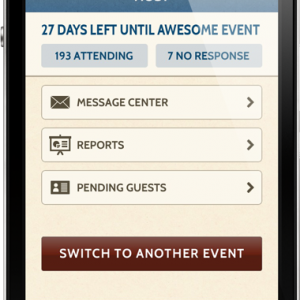 27 DAYS LEFT UNTIL AWESOME EVENT
193 ATTENDING
7 NO RESPONSE
MESSAGE CENTER
REPORTS
PENDING GUESTS
SWITCH TO ANOTHER EVENT